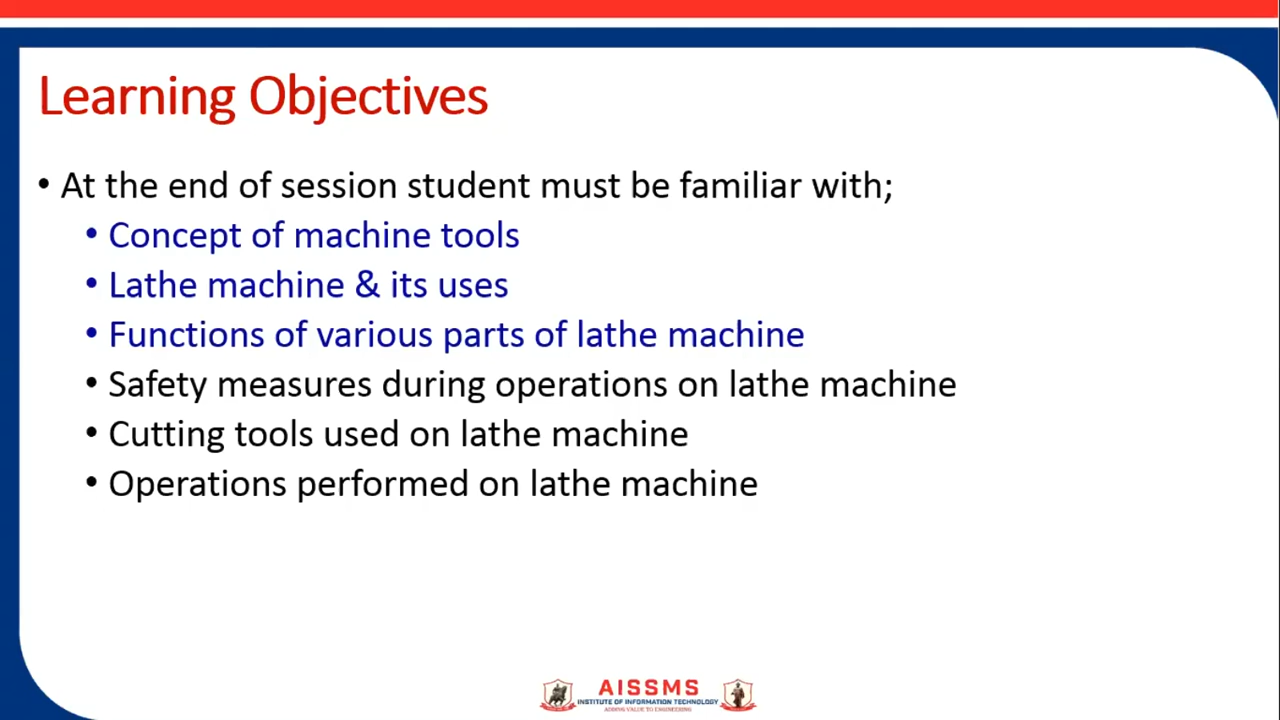 Learning Objectives
• At the end of session student must be familiar with;
• Concept of machine tools
• Lathe machine & its uses
• Functions of various parts of lathe machine
• Safety measures during operations on lathe machine
• Cutting tools used on lathe machine
• Operations performed on lathe machine
AISSMS
INSTITUTE OF INFORMATION TECHNOLOGY
ADDING VALUE TO ENGINEERING